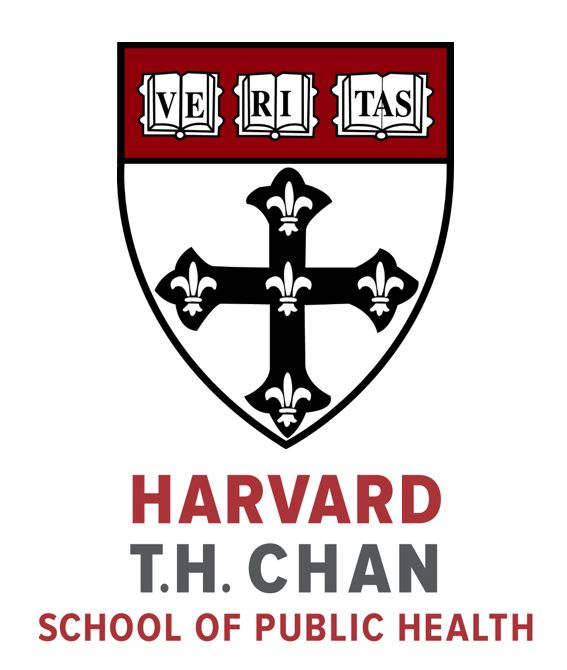 VE RI TAS
HARVARD
T.H. CHAN
SCHOOL OF PUBLIC HEALTH